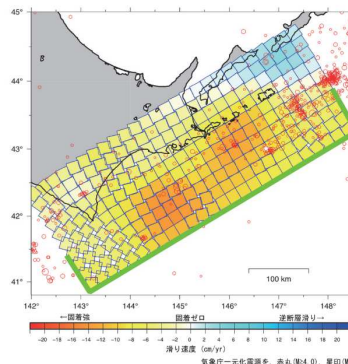 45°
44°
43°
42°
41°
100 km
142° 143° 144° 145° 146° 147° 148°
←固着強 固着ゼロ 逆断層滑り→
-20 -16 -14 -12 -10 -8 -6 -4 -2 0 2 4 6 8 10 12 14 16 20
滑り速度 (cm/yr)
気象庁一元化震源を、赤丸(M≥4.0)、星印(M